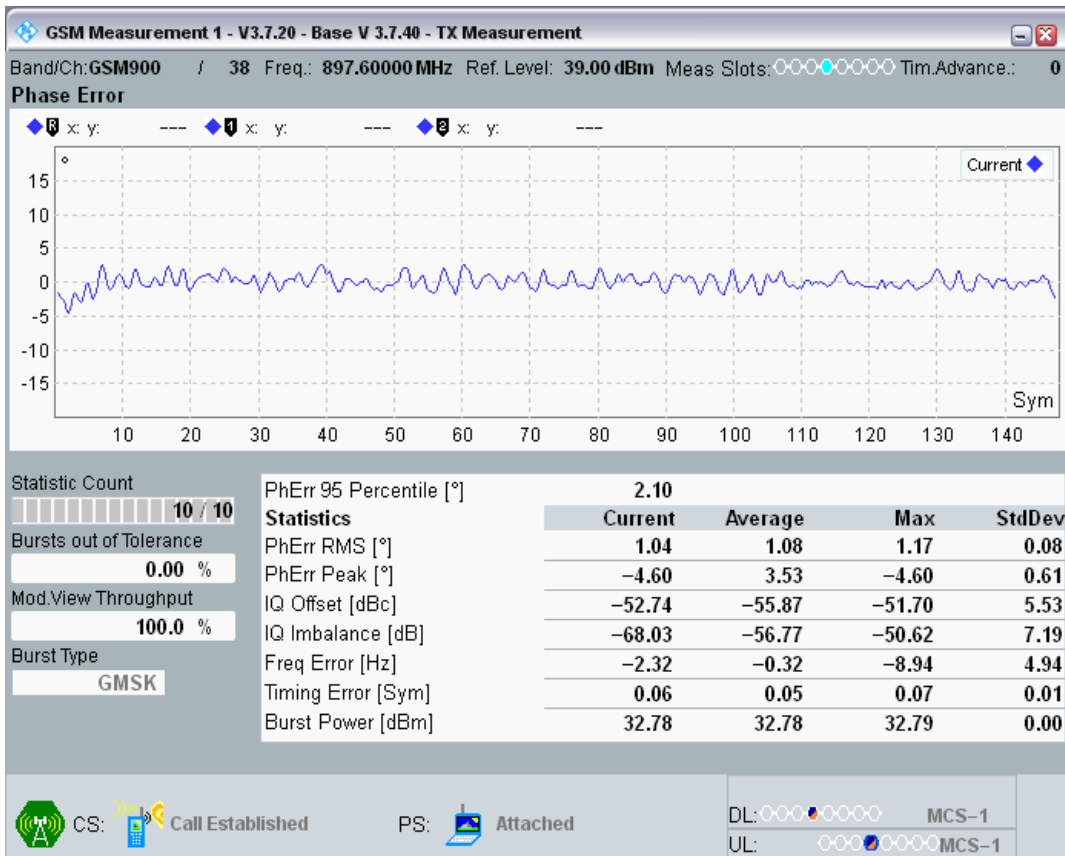 GSM Measurement 1 - V3.7.20 - Base V 3.7.40 - TX Measurement
Band/Ch:GSM900 / 38 Freq.: 897.60000 MHz Ref. Level: 39.00 dBm Meas Slots: Tim.Advance.: 0
Phase Error
R x: y: --- 1 x: y: --- 2 x: y: ---
° Current
15
10
5
0
-5
-10
-15
Sym
10 20 30 40 50 60 70 80 90 100 110 120 130 140
Statistic Count
10 / 10
Bursts out of Tolerance
0.00 %
Mod.View Throughput
100.0 %
Burst Type
GMSK
PhErr 95 Percentile [°] 2.10
Statistics Current Average Max StdDev
PhErr RMS [°] 1.04 1.08 1.17 0.08
PhErr Peak [°] −4.60 3.53 −4.60 0.61
IQ Offset [dBc] −52.74 −55.87 −51.70 5.53
IQ Imbalance [dB] −68.03 −56.77 −50.62 7.19
Freq Error [Hz] −2.32 −0.32 −8.94 4.94
Timing Error [Sym] 0.06 0.05 0.07 0.01
Burst Power [dBm] 32.78 32.78 32.79 0.00
CS: Call Established PS: Attached
DL: MCS−1
UL: MCS−1